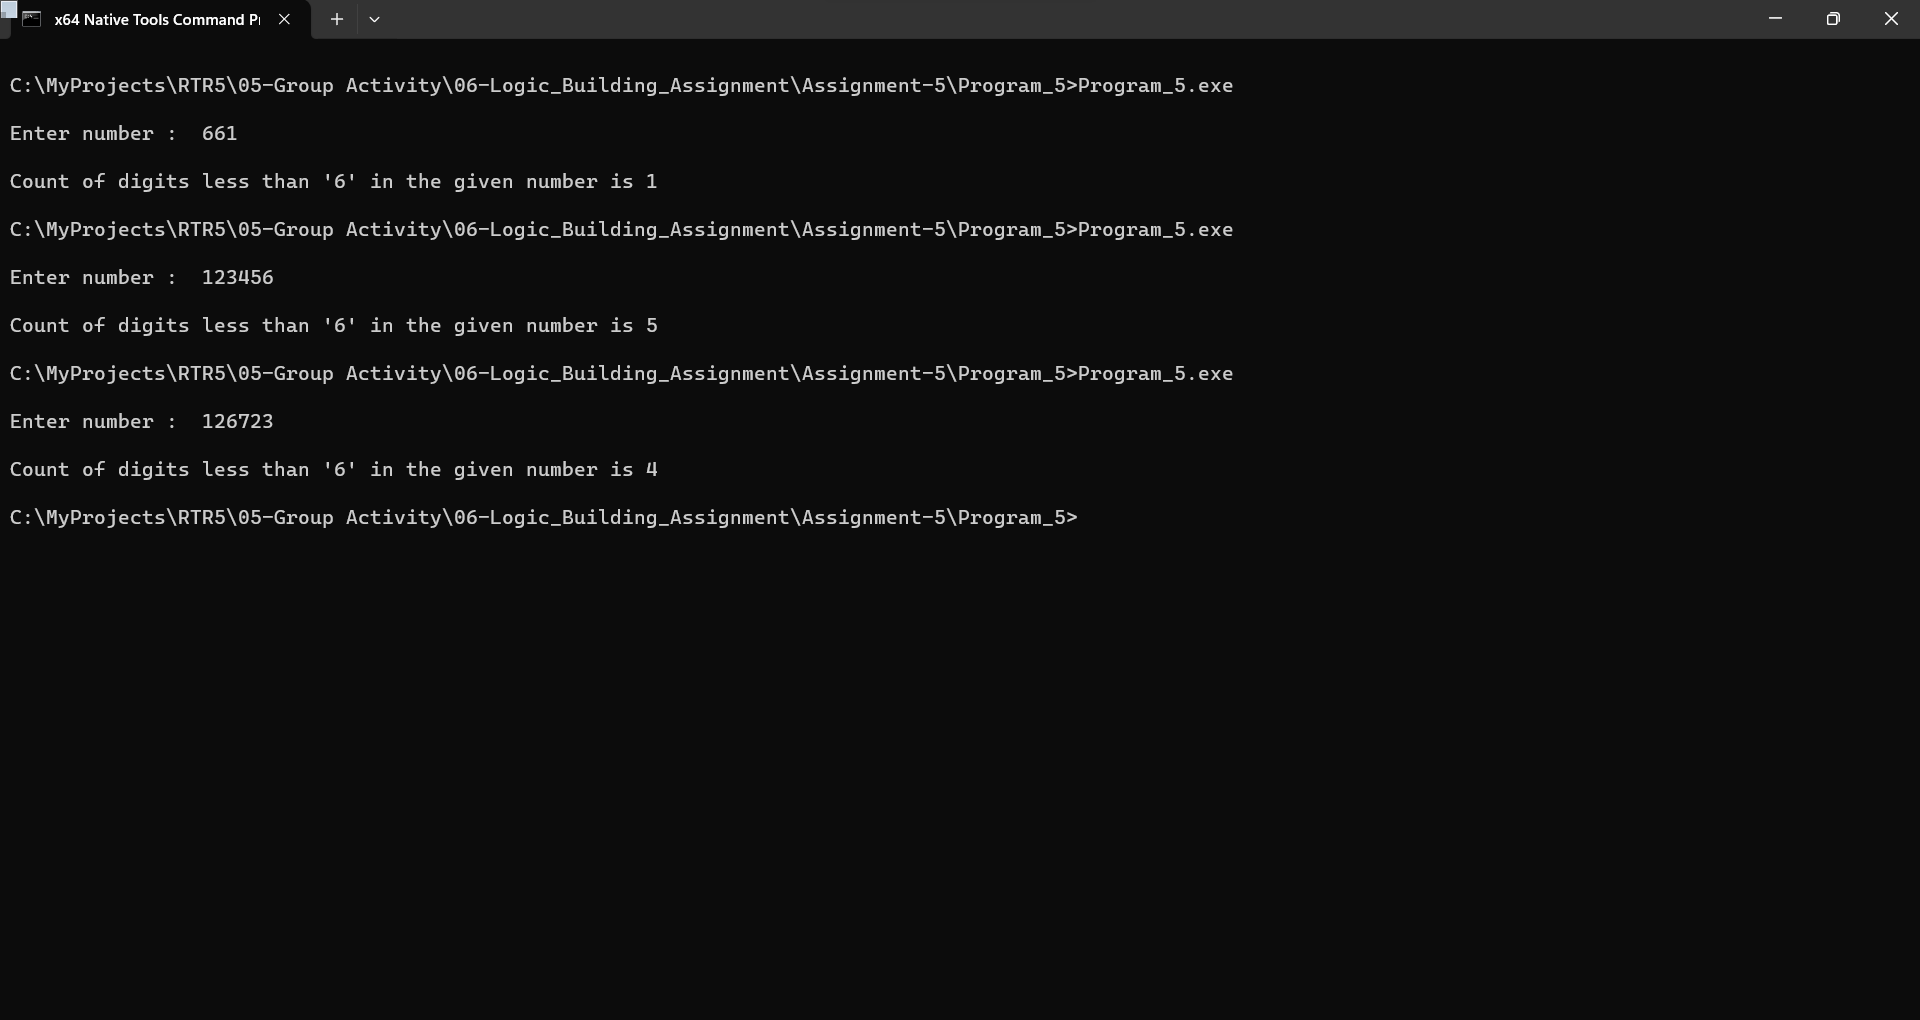 x64 Native Tools Command Pr
C:\MyProjects\RTR5\05-Group Activity\06-Logic_Building_Assignment\Assignment-5\Program_5>Program_5.exe
Enter number :  661
Count of digits less than '6' in the given number is 1
C:\MyProjects\RTR5\05-Group Activity\06-Logic_Building_Assignment\Assignment-5\Program_5>Program_5.exe
Enter number :  123456
Count of digits less than '6' in the given number is 5
C:\MyProjects\RTR5\05-Group Activity\06-Logic_Building_Assignment\Assignment-5\Program_5>Program_5.exe
Enter number :  126723
Count of digits less than '6' in the given number is 4
C:\MyProjects\RTR5\05-Group Activity\06-Logic_Building_Assignment\Assignment-5\Program_5>